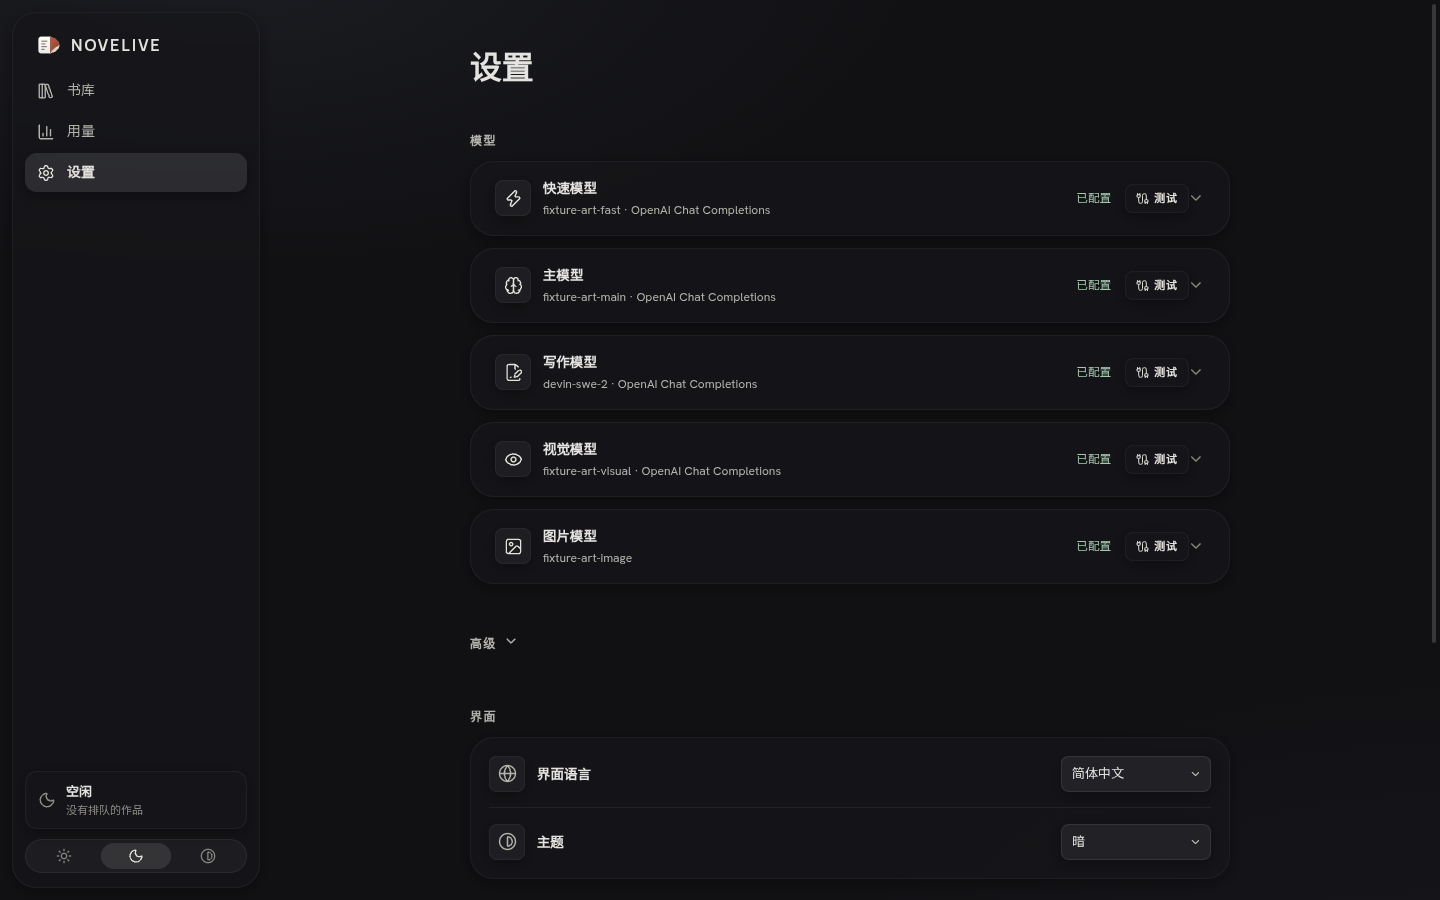 NOVELIVE
书库
用量
设置
空闲
没有排队的作品
设置
模型
快速模型
fixture-art-fast · OpenAI Chat Completions
已配置
测试
主模型
fixture-art-main · OpenAI Chat Completions
已配置
测试
写作模型
devin-swe-2 · OpenAI Chat Completions
已配置
测试
视觉模型
fixture-art-visual · OpenAI Chat Completions
已配置
测试
图片模型
fixture-art-image
已配置
测试
高级
界面
界面语言
简体中文
主题
暗